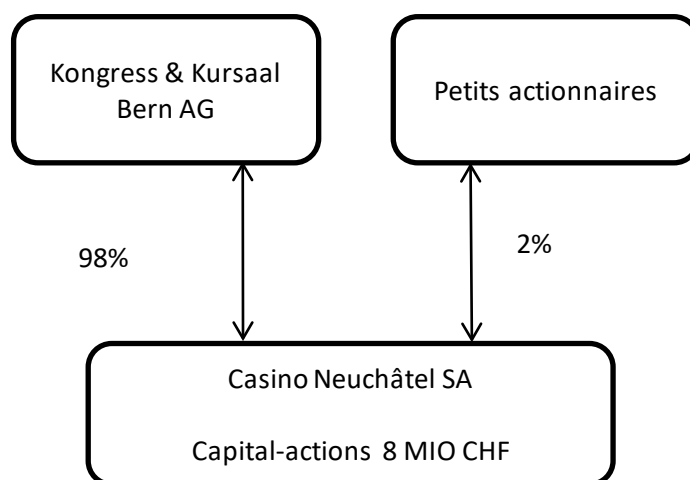 Kongress & Kursaal
Bern AG
Petits actionnaires
98%
2%
Casino Neuchâtel SA
Capital-actions 8 MIO CHF